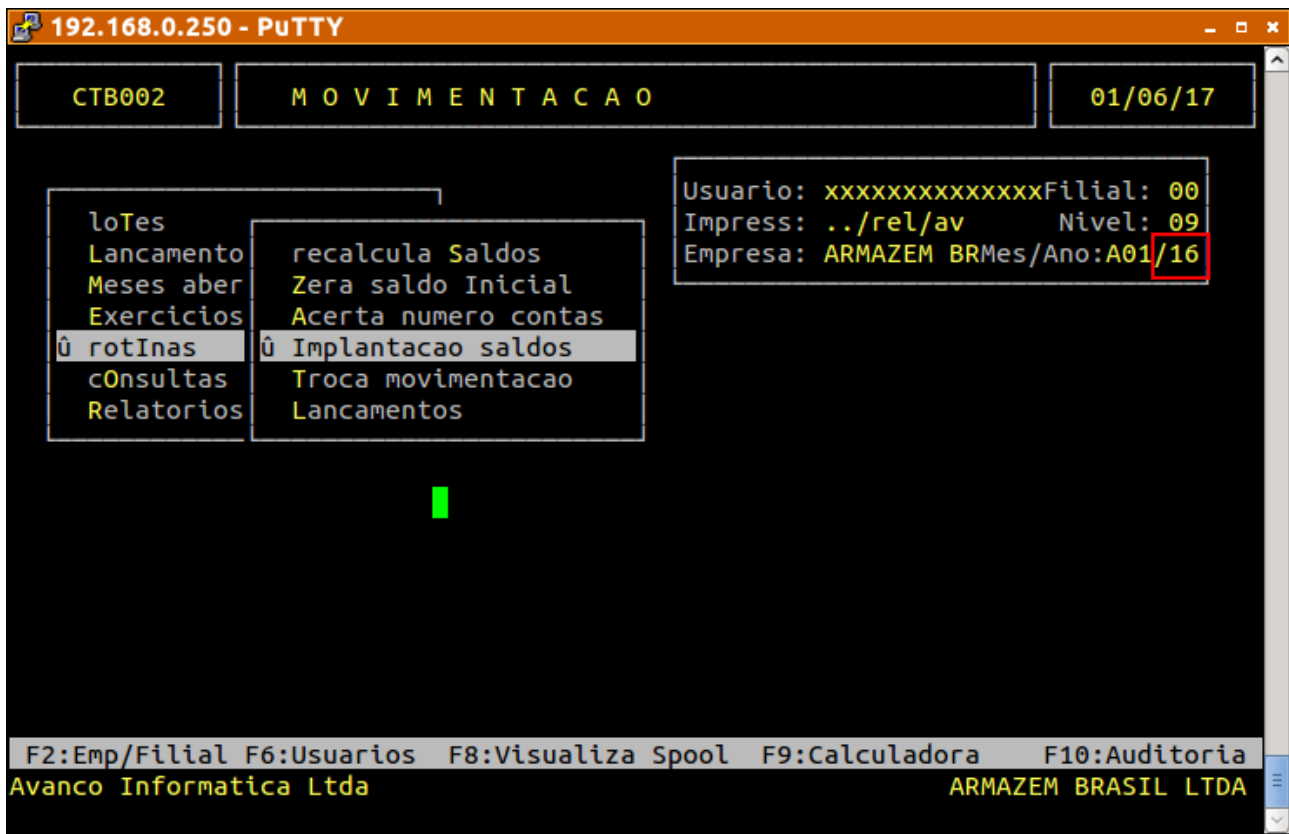 192.168.0.250 - PuTTY
CTB002 M O V I M E N T A C A O 01/06/17
Usuario: xxxxxxxxxxxxxxFilial: 00
Impress: ../rel/av Nivel: 09
Empresa: ARMAZEM BRMes/Ano:A01/16
loTes
Lancamento
Meses aber
Exercicios
û rotInas
cOnsultas
Relatorios
recalcula Saldos
Zera saldo Inicial
Acerta numero contas
û Implantacao saldos
Troca movimentacao
Lancamentos
F2:Emp/Filial F6:Usuarios F8:Visualiza Spool F9:Calculadora F10:Auditoria
Avanco Informatica Ltda ARMAZEM BRASIL LTDA